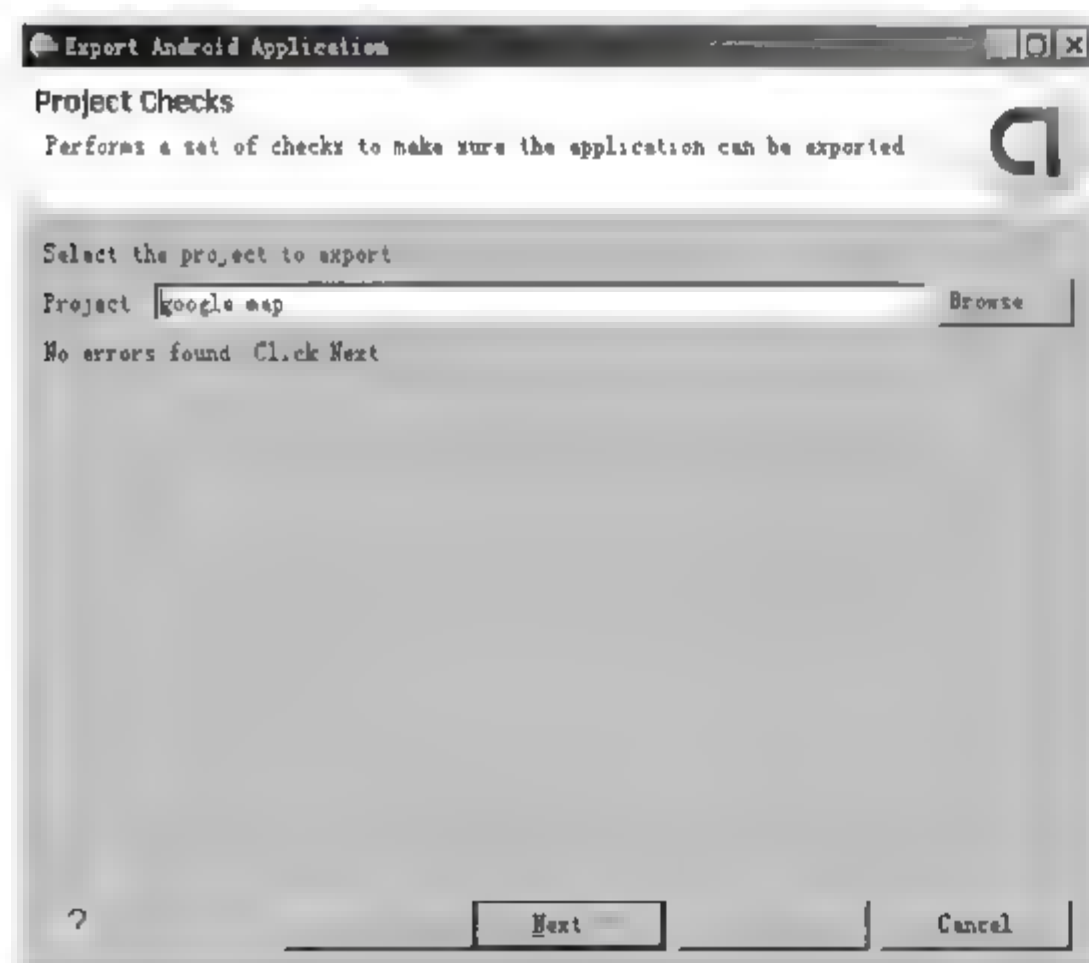 Export Android Application
Project Checks
Performs a set of checks to make sure the application can be exported
Select the project to export
Project google map Browse
No errors found Click Next
? Next Cancel